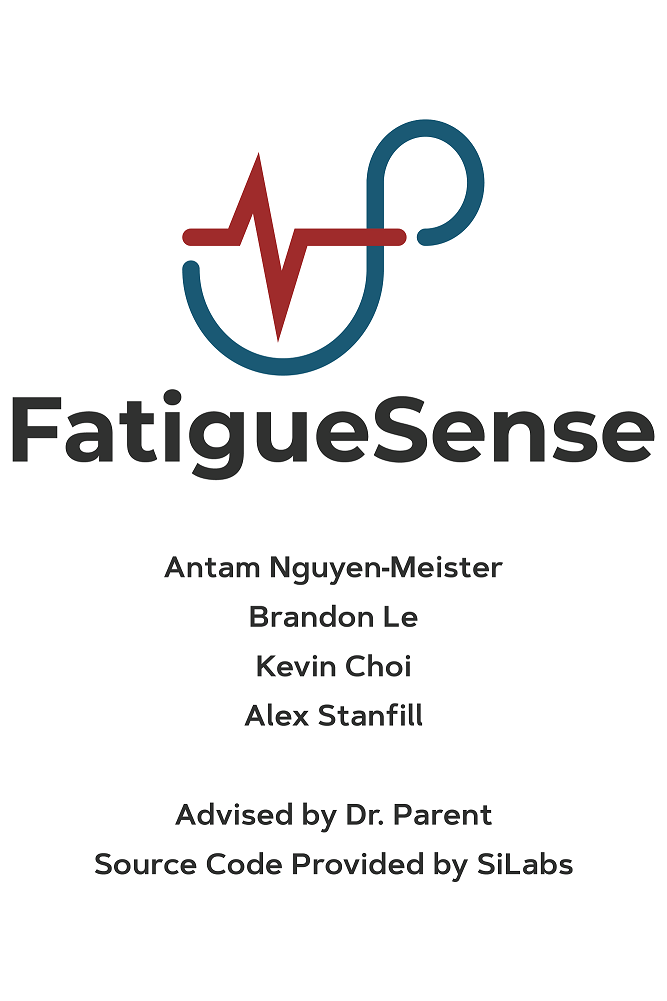 FatigueSense
Antam Nguyen-Meister
Brandon Le
Kevin Choi
Alex Stanfill
Advised by Dr. Parent
Source Code Provided by SiLabs